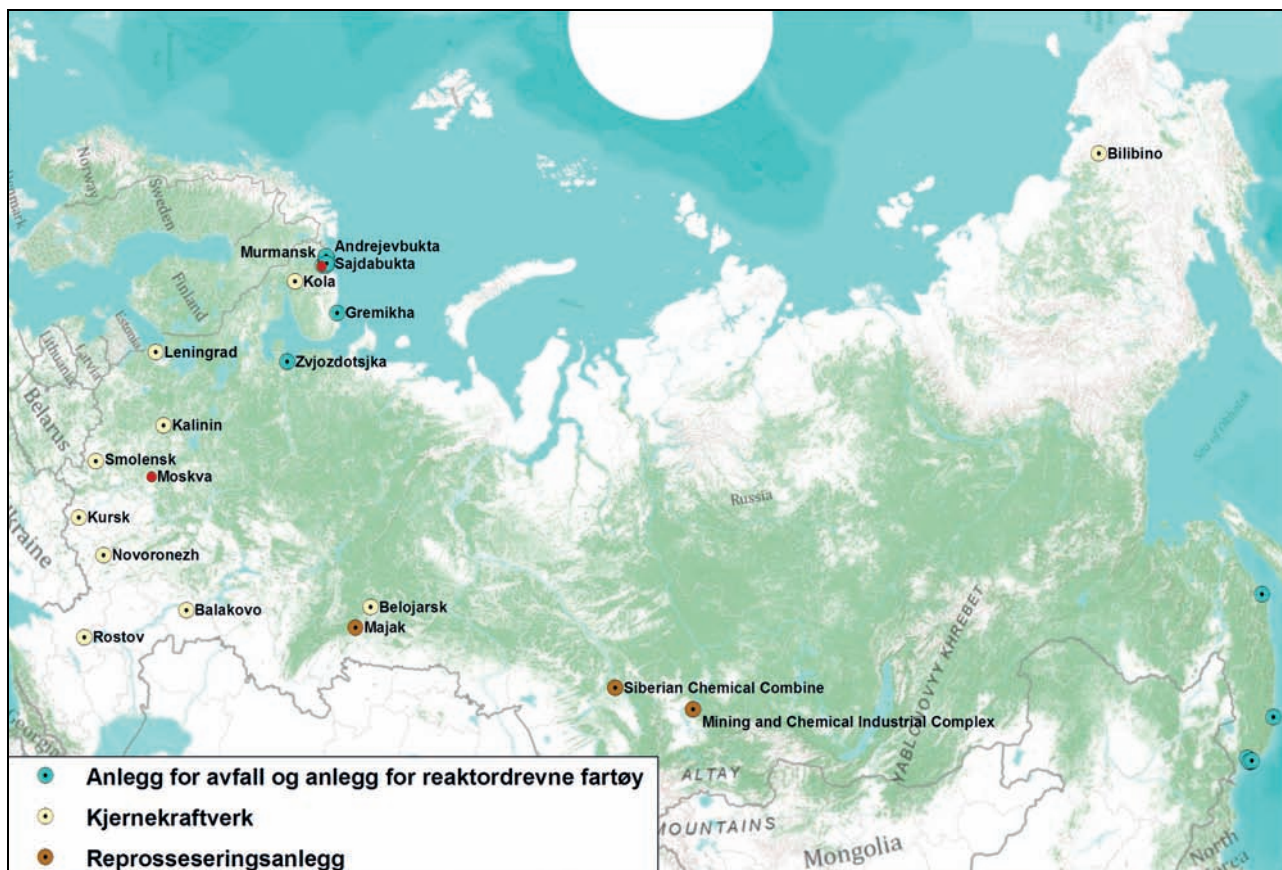 Bilibino
Norway
Sweden
Murmansk
Andrejevbukta
Sajdabukta
Kola
Finland
Gremikha
Estonia
Latvia
Lithuania
Leningrad
Zvjozdotsjka
Belarus
Kalinin
Sea of Okhotsk
Smolensk
Moskva
Russia
Kursk
Novoronezh
Balakovo
Belojarsk
Majak
Rostov
YABLONOVYY KHREBET
Siberian Chemical Combine
Mining and Chemical Industrial Complex
ALTAY
MOUNTAINS
Mongolia
North
Anlegg for avfall og anlegg for reaktordrevne fartøy
Kjernekraftverk
Reprosseseringsanlegg